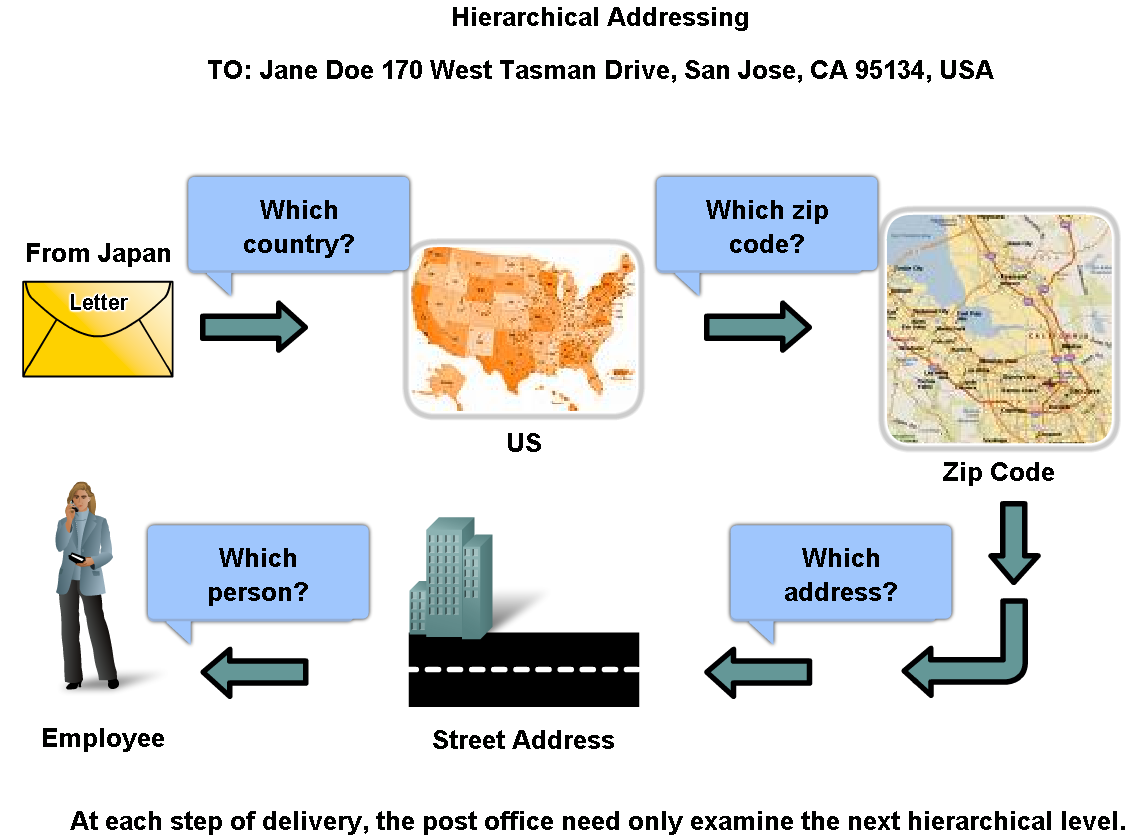 Hierarchical Addressing
TO: Jane Doe 170 West Tasman Drive, San Jose, CA 95134, USA
Which
country?
Which zip
code?
From Japan
Letter
US
Zip Code
Which
address?
Which
person?
Street Address
Employee
At each step of delivery, the post office need only examine the next hierarchical level.